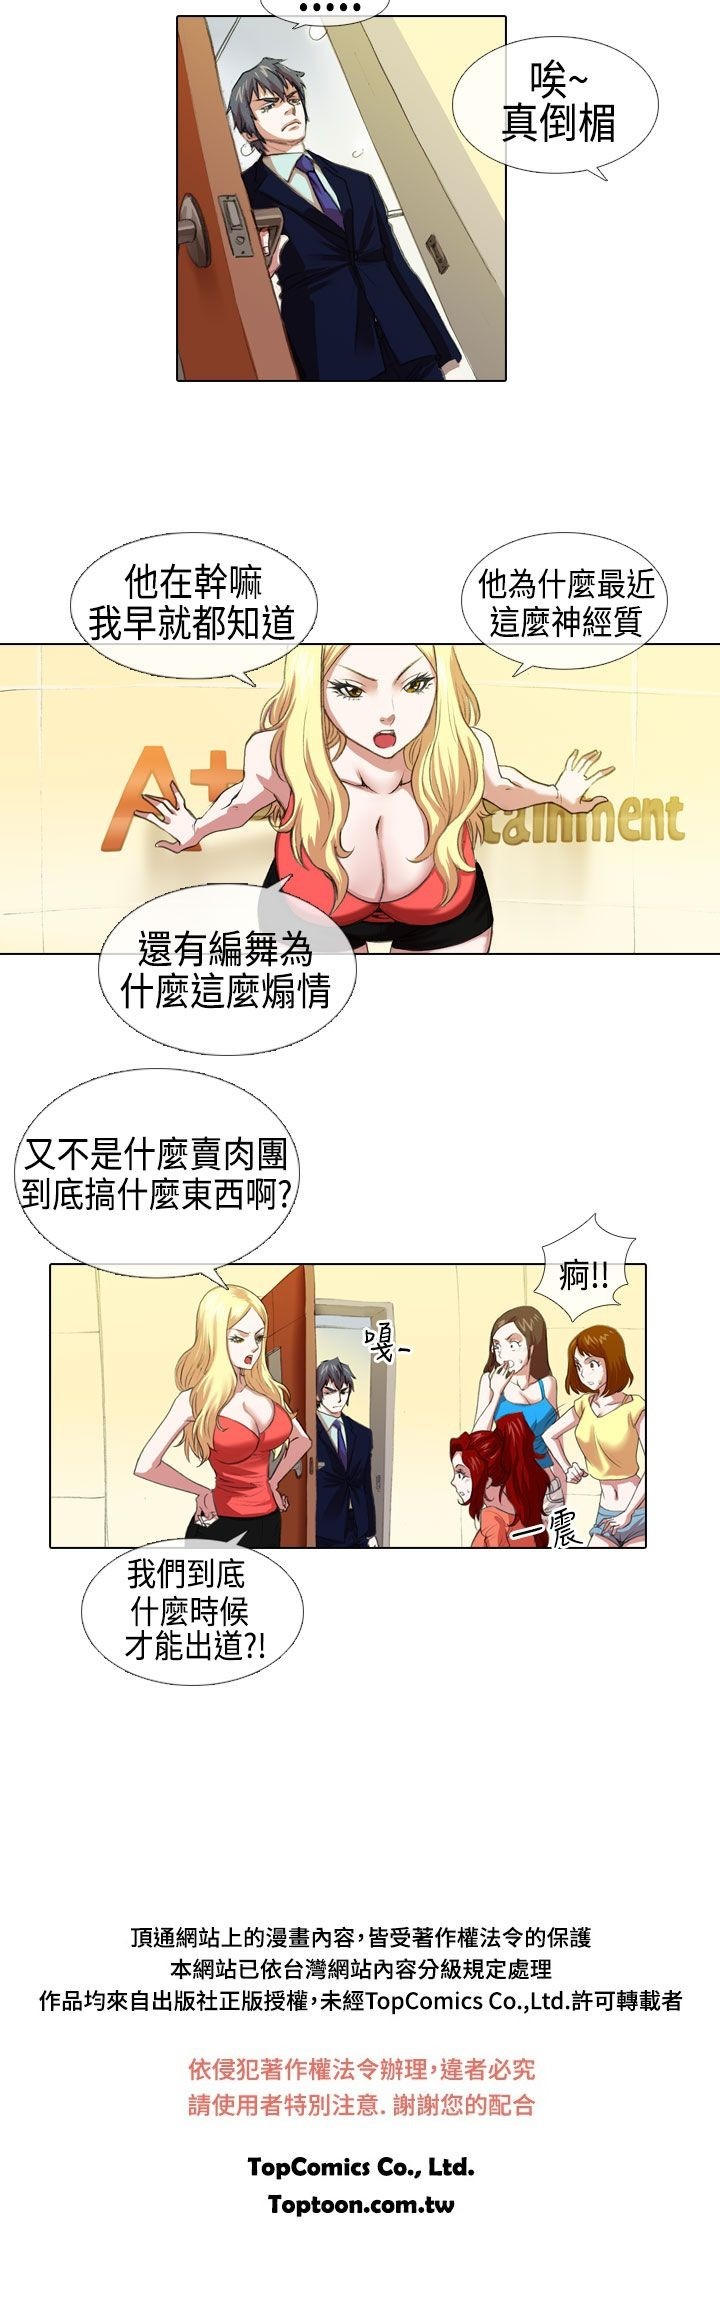 •••••
唉~
真倒楣
他在幹嘛
我早就都知道
他為什麼最近
這麼神經質
At
tainment
還有編舞為
什麼這麼煽情
又不是什麼賣肉團
到底搞什麼東西啊?
痾!!
嘎-
一震
我們到底
什麼時候
才能出道?!
頂通網站上的漫畫內容，皆受著作權法令的保護
本網站已依台灣網站內容分級規定處理
作品均來自出版社正版授權，未經TopComics Co.,Ltd.許可轉載者
依侵犯著作權法令辦理，違者必究
請使用者特別注意. 謝謝您的配合
TopComics Co., Ltd.
Toptoon.com.tw